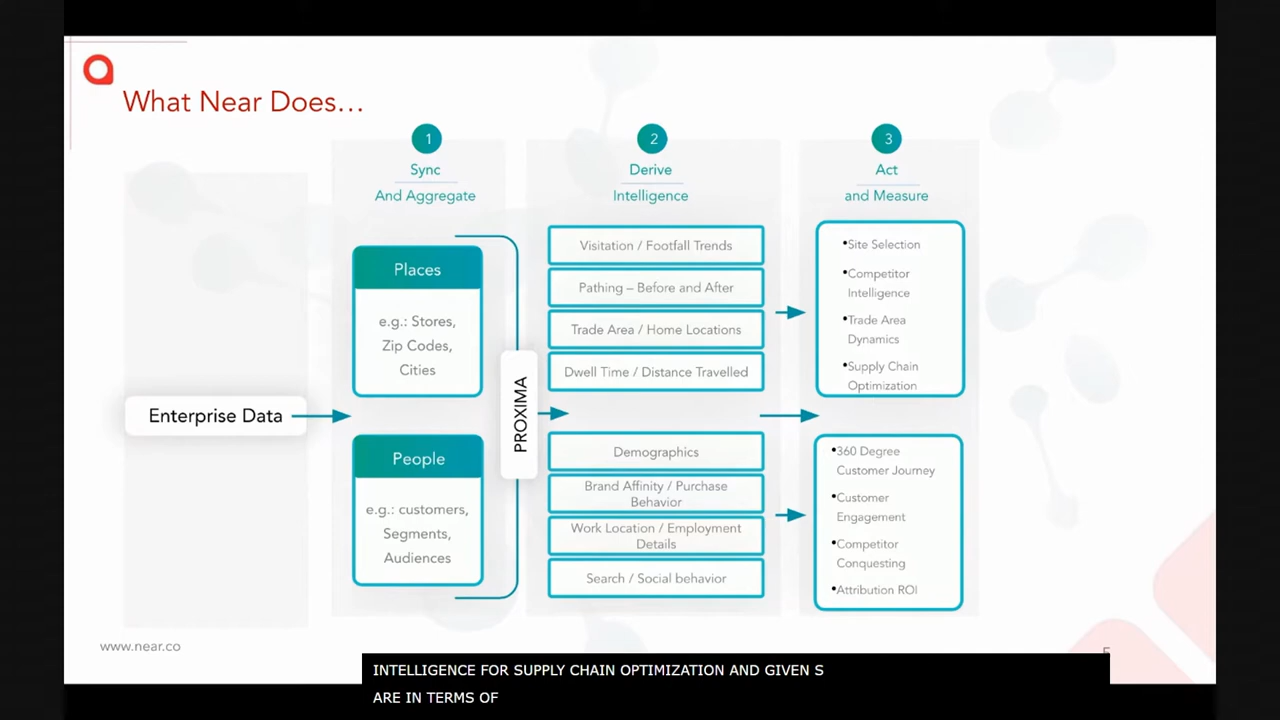 What Near Does...
1
Sync
And Aggregate
2
Derive
Intelligence
3
Act
and Measure
Enterprise Data
Places
e.g.: Stores,
Zip Codes,
Cities
People
e.g.: customers,
Segments,
Audiences
PROXIMA
Visitation / Footfall Trends
Pathing – Before and After
Trade Area / Home Locations
Dwell Time / Distance Travelled
Demographics
Brand Affinity / Purchase
Behavior
Work Location / Employment
Details
Search / Social behavior
•Site Selection
•Competitor
Intelligence
•Trade Area
Dynamics
•Supply Chain
Optimization
•360 Degree
Customer Journey
•Customer
Engagement
•Competitor
Conquesting
•Attribution ROI
www.near.co
INTELLIGENCE FOR SUPPLY CHAIN OPTIMIZATION AND GIVEN S
ARE IN TERMS OF